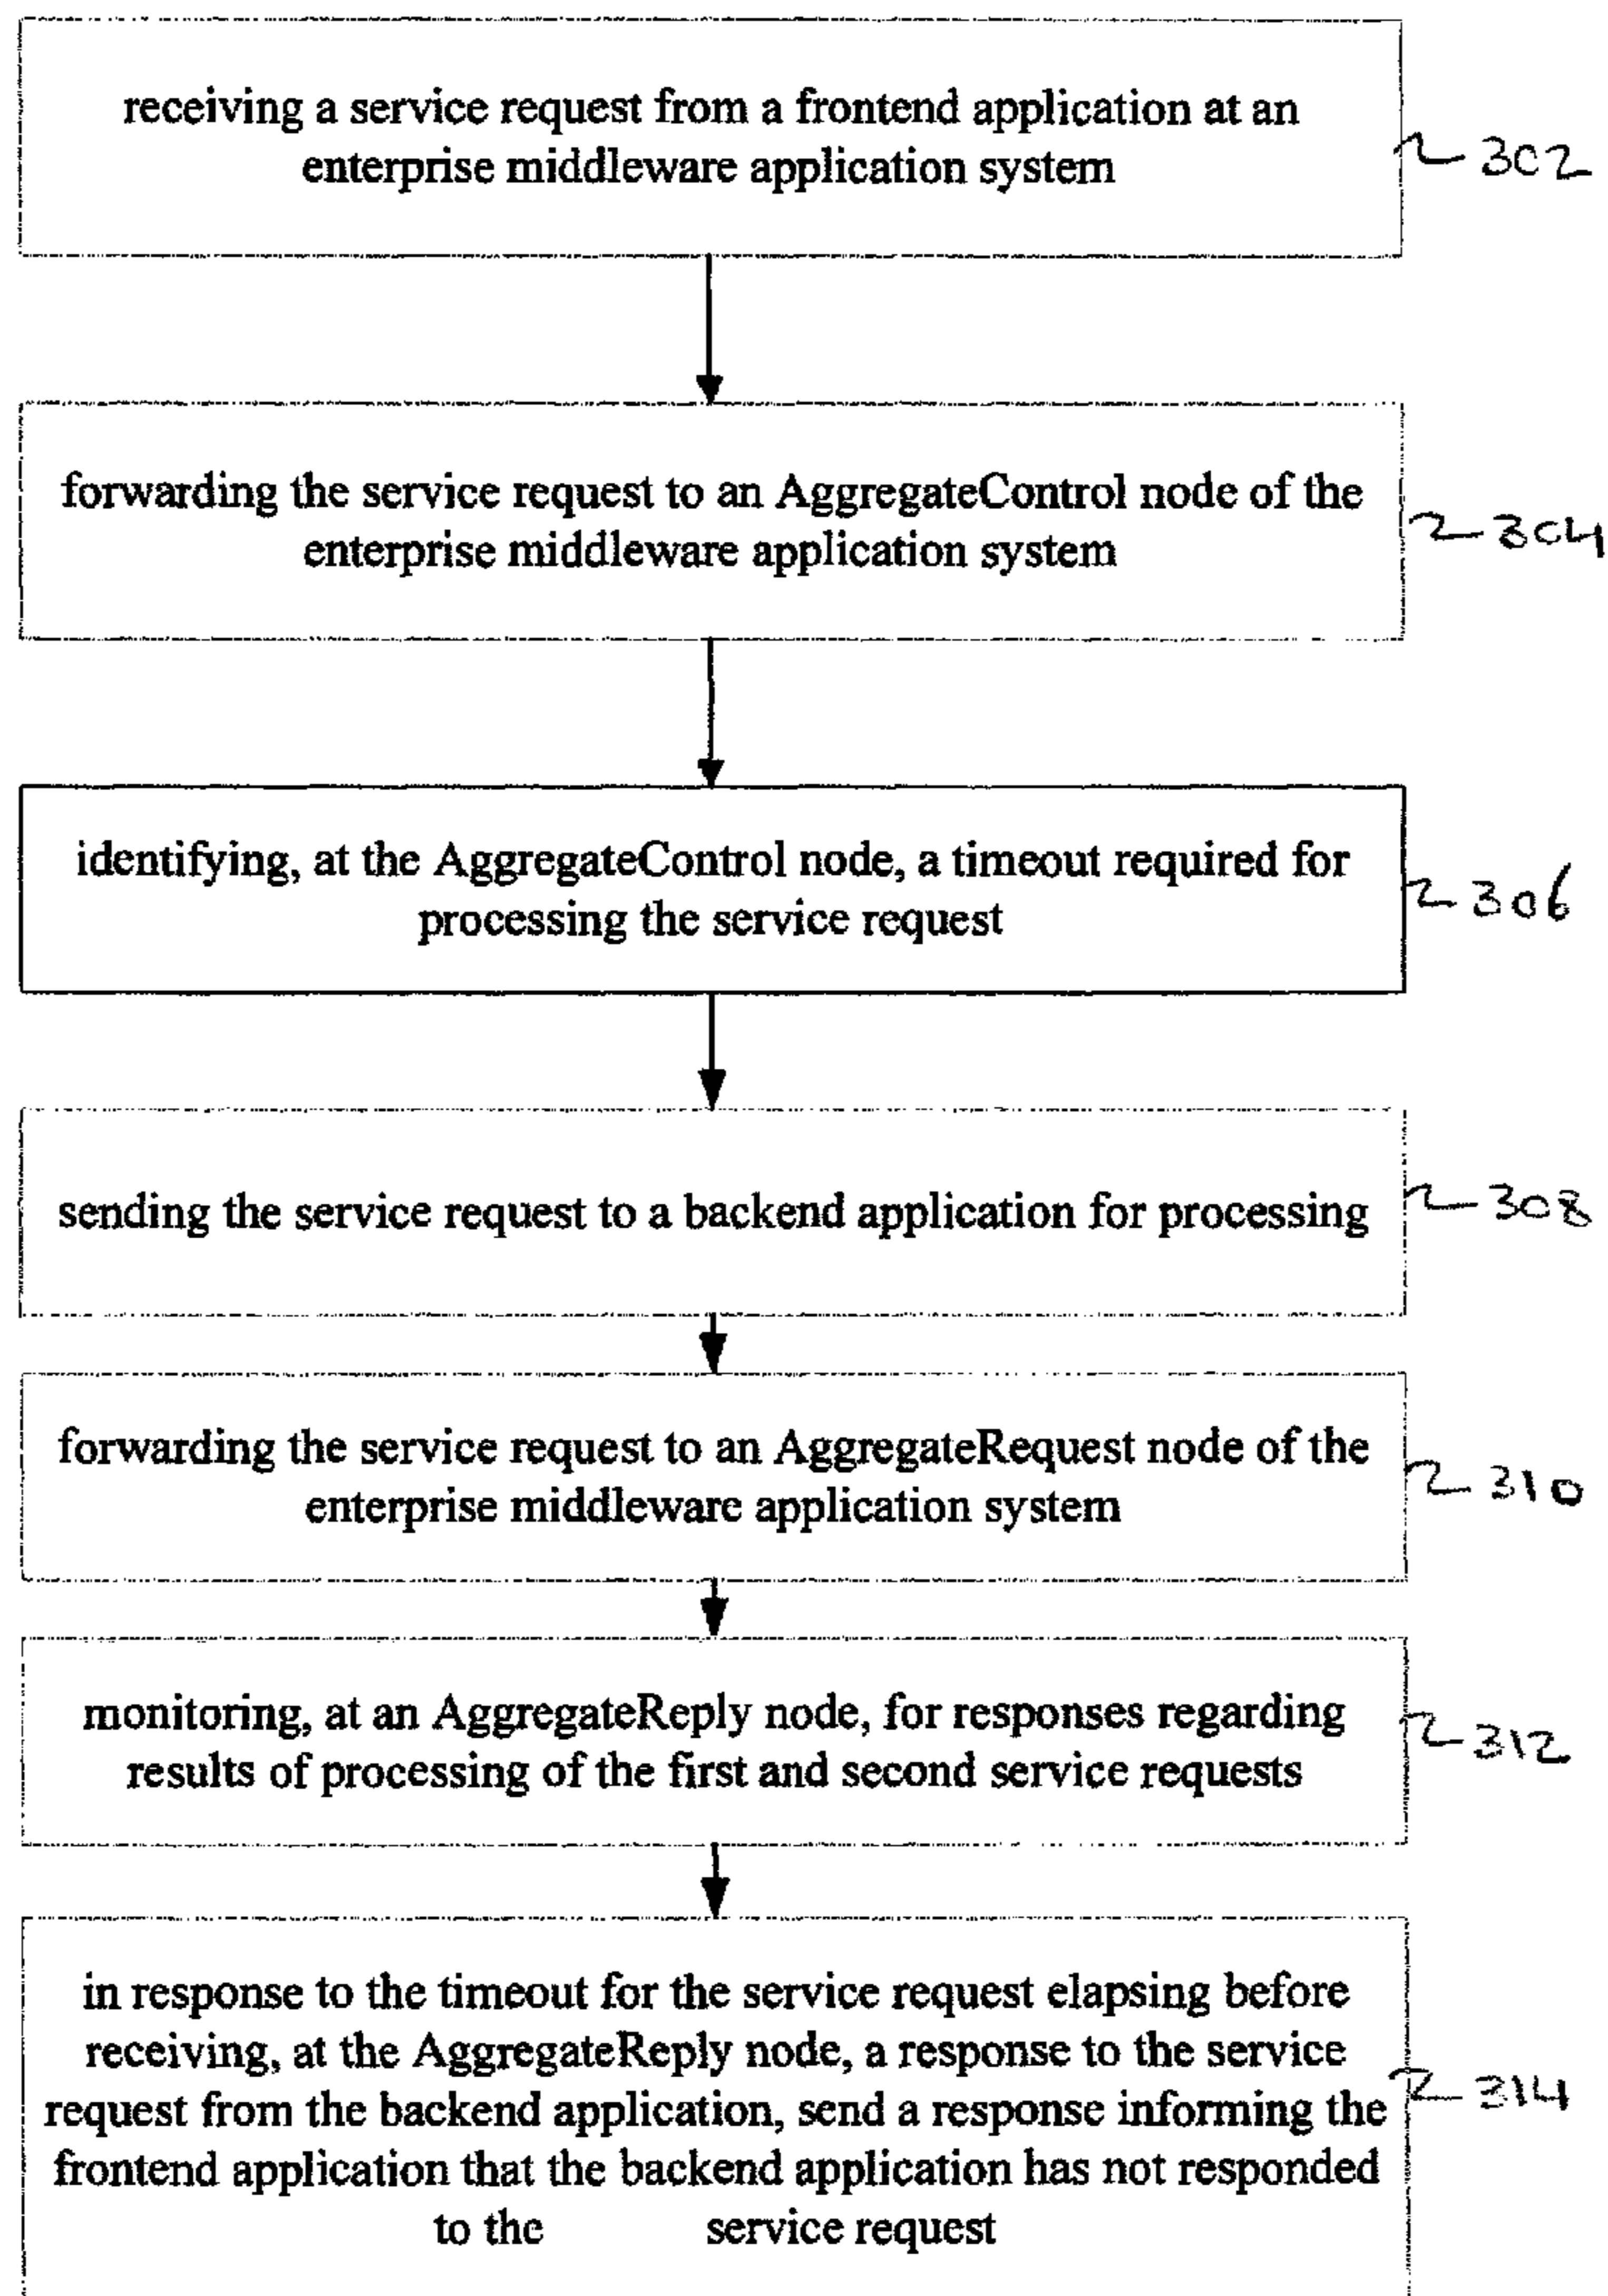 receiving a service request from a frontend application at an
enterprise middleware application system
302
forwarding the service request to an AggregateControl node of the
enterprise middleware application system
304
identifying, at the AggregateControl node, a timeout required for
processing the service request
306
sending the service request to a backend application for processing
308
forwarding the service request to an AggregateRequest node of the
enterprise middleware application system
310
monitoring, at an AggregateReply node, for responses regarding
results of processing of the first and second service requests
312
in response to the timeout for the service request elapsing before
receiving, at the AggregateReply node, a response to the service
request from the backend application, send a response informing the
frontend application that the backend application has not responded
to the service request
314